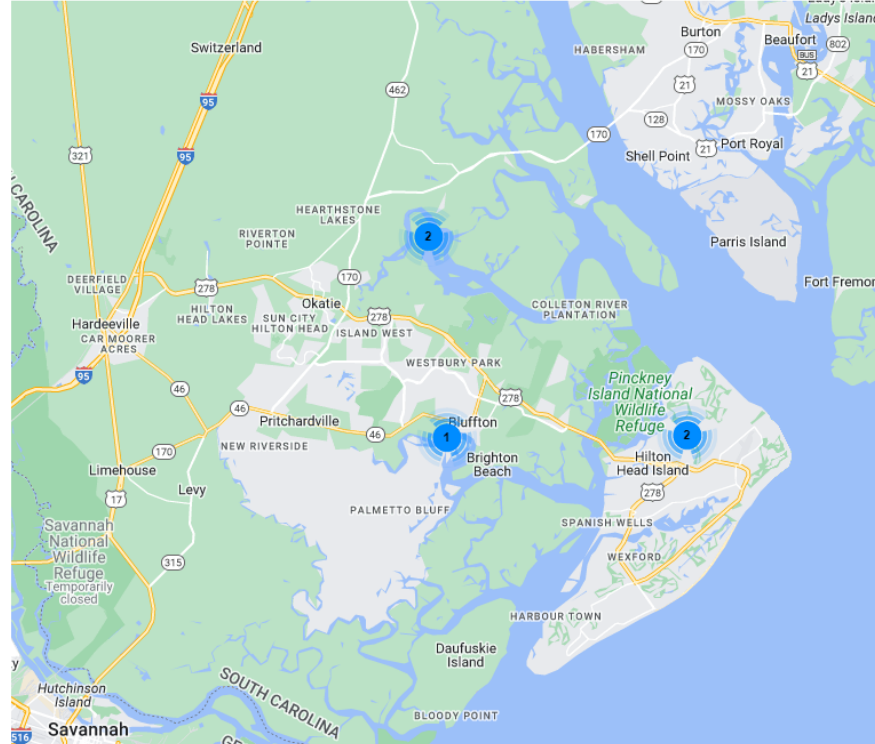 Ladys Island
Burton
Beaufort
Ladys Island
170
BUS
802
Switzerland
HABERSHAM
21
21
95
462
MOSSY OAKS
128
170
21
Port Royal
321
95
Shell Point
CAROLINA
HEARTHSTONE
LAKES
RIVERTON
POINTE
2
Parris Island
DEERFIELD
VILLAGE
278
170
Fort Fremon
HILTON
HEAD LAKES
Okatie
SUN CITY
HILTON HEAD
278
ISLAND WEST
COLLETON RIVER
PLANTATION
Hardeeville
CAR MOORER
ACRES
95
WESTBURY PARK
Pinckney
Island National
Wildlife
Refuge
46
278
46
Pritchardville
46
Bluffton
1
2
NEW RIVERSIDE
170
Limehouse
Brighton
Beach
Hilton
Head Island
17
Levy
278
PALMETTO BLUFF
SPANISH WELLS
Savannah
National
Wildlife
Refuge
Temporarily
closed
315
WEXFORD
HARBOUR TOWN
Daufuskie
Island
SOUTH CAROLINA
BLOODY POINT
Hutchinson
Island
Savannah
516